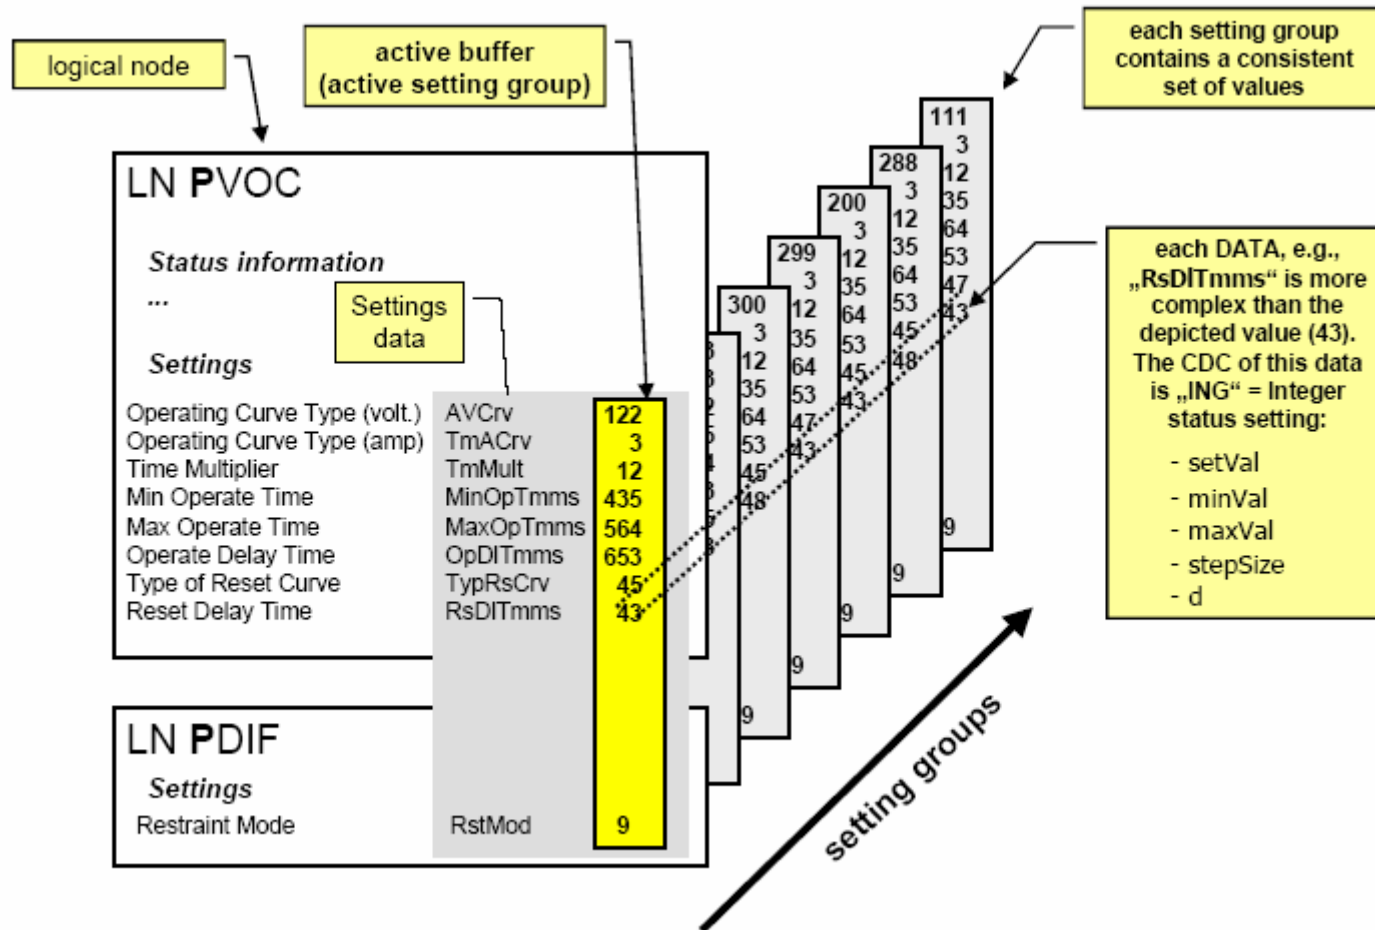 logical node
active buffer
(active setting group)
each setting group
contains a consistent
set of values
LN PVOC
Status information
...
Settings
Settings
data
Operating Curve Type (volt.) AVCrv 122
Operating Curve Type (amp) TmACrv 3
Time Multiplier TmMult 12
Min Operate Time MinOpTmms 435
Max Operate Time MaxOpTmms 564
Operate Delay Time OpDlTmms 653
Type of Reset Curve TypRsCrv 45
Reset Delay Time RsDlTmms 43
LN PDIF
Settings
Restraint Mode RstMod 9
300
3
12
35
64
53
45
48
9
299
3
12
35
64
53
47
43
9
200
3
12
35
64
53
45
43
9
288
3
12
35
64
53
45
48
9
111
3
12
35
64
53
47
43
9
each DATA, e.g.,
„RsDlTmms“ is more
complex than the
depicted value (43).
The CDC of this data
is „ING“ = Integer
status setting:
- setVal
- minVal
- maxVal
- stepSize
- d
setting groups